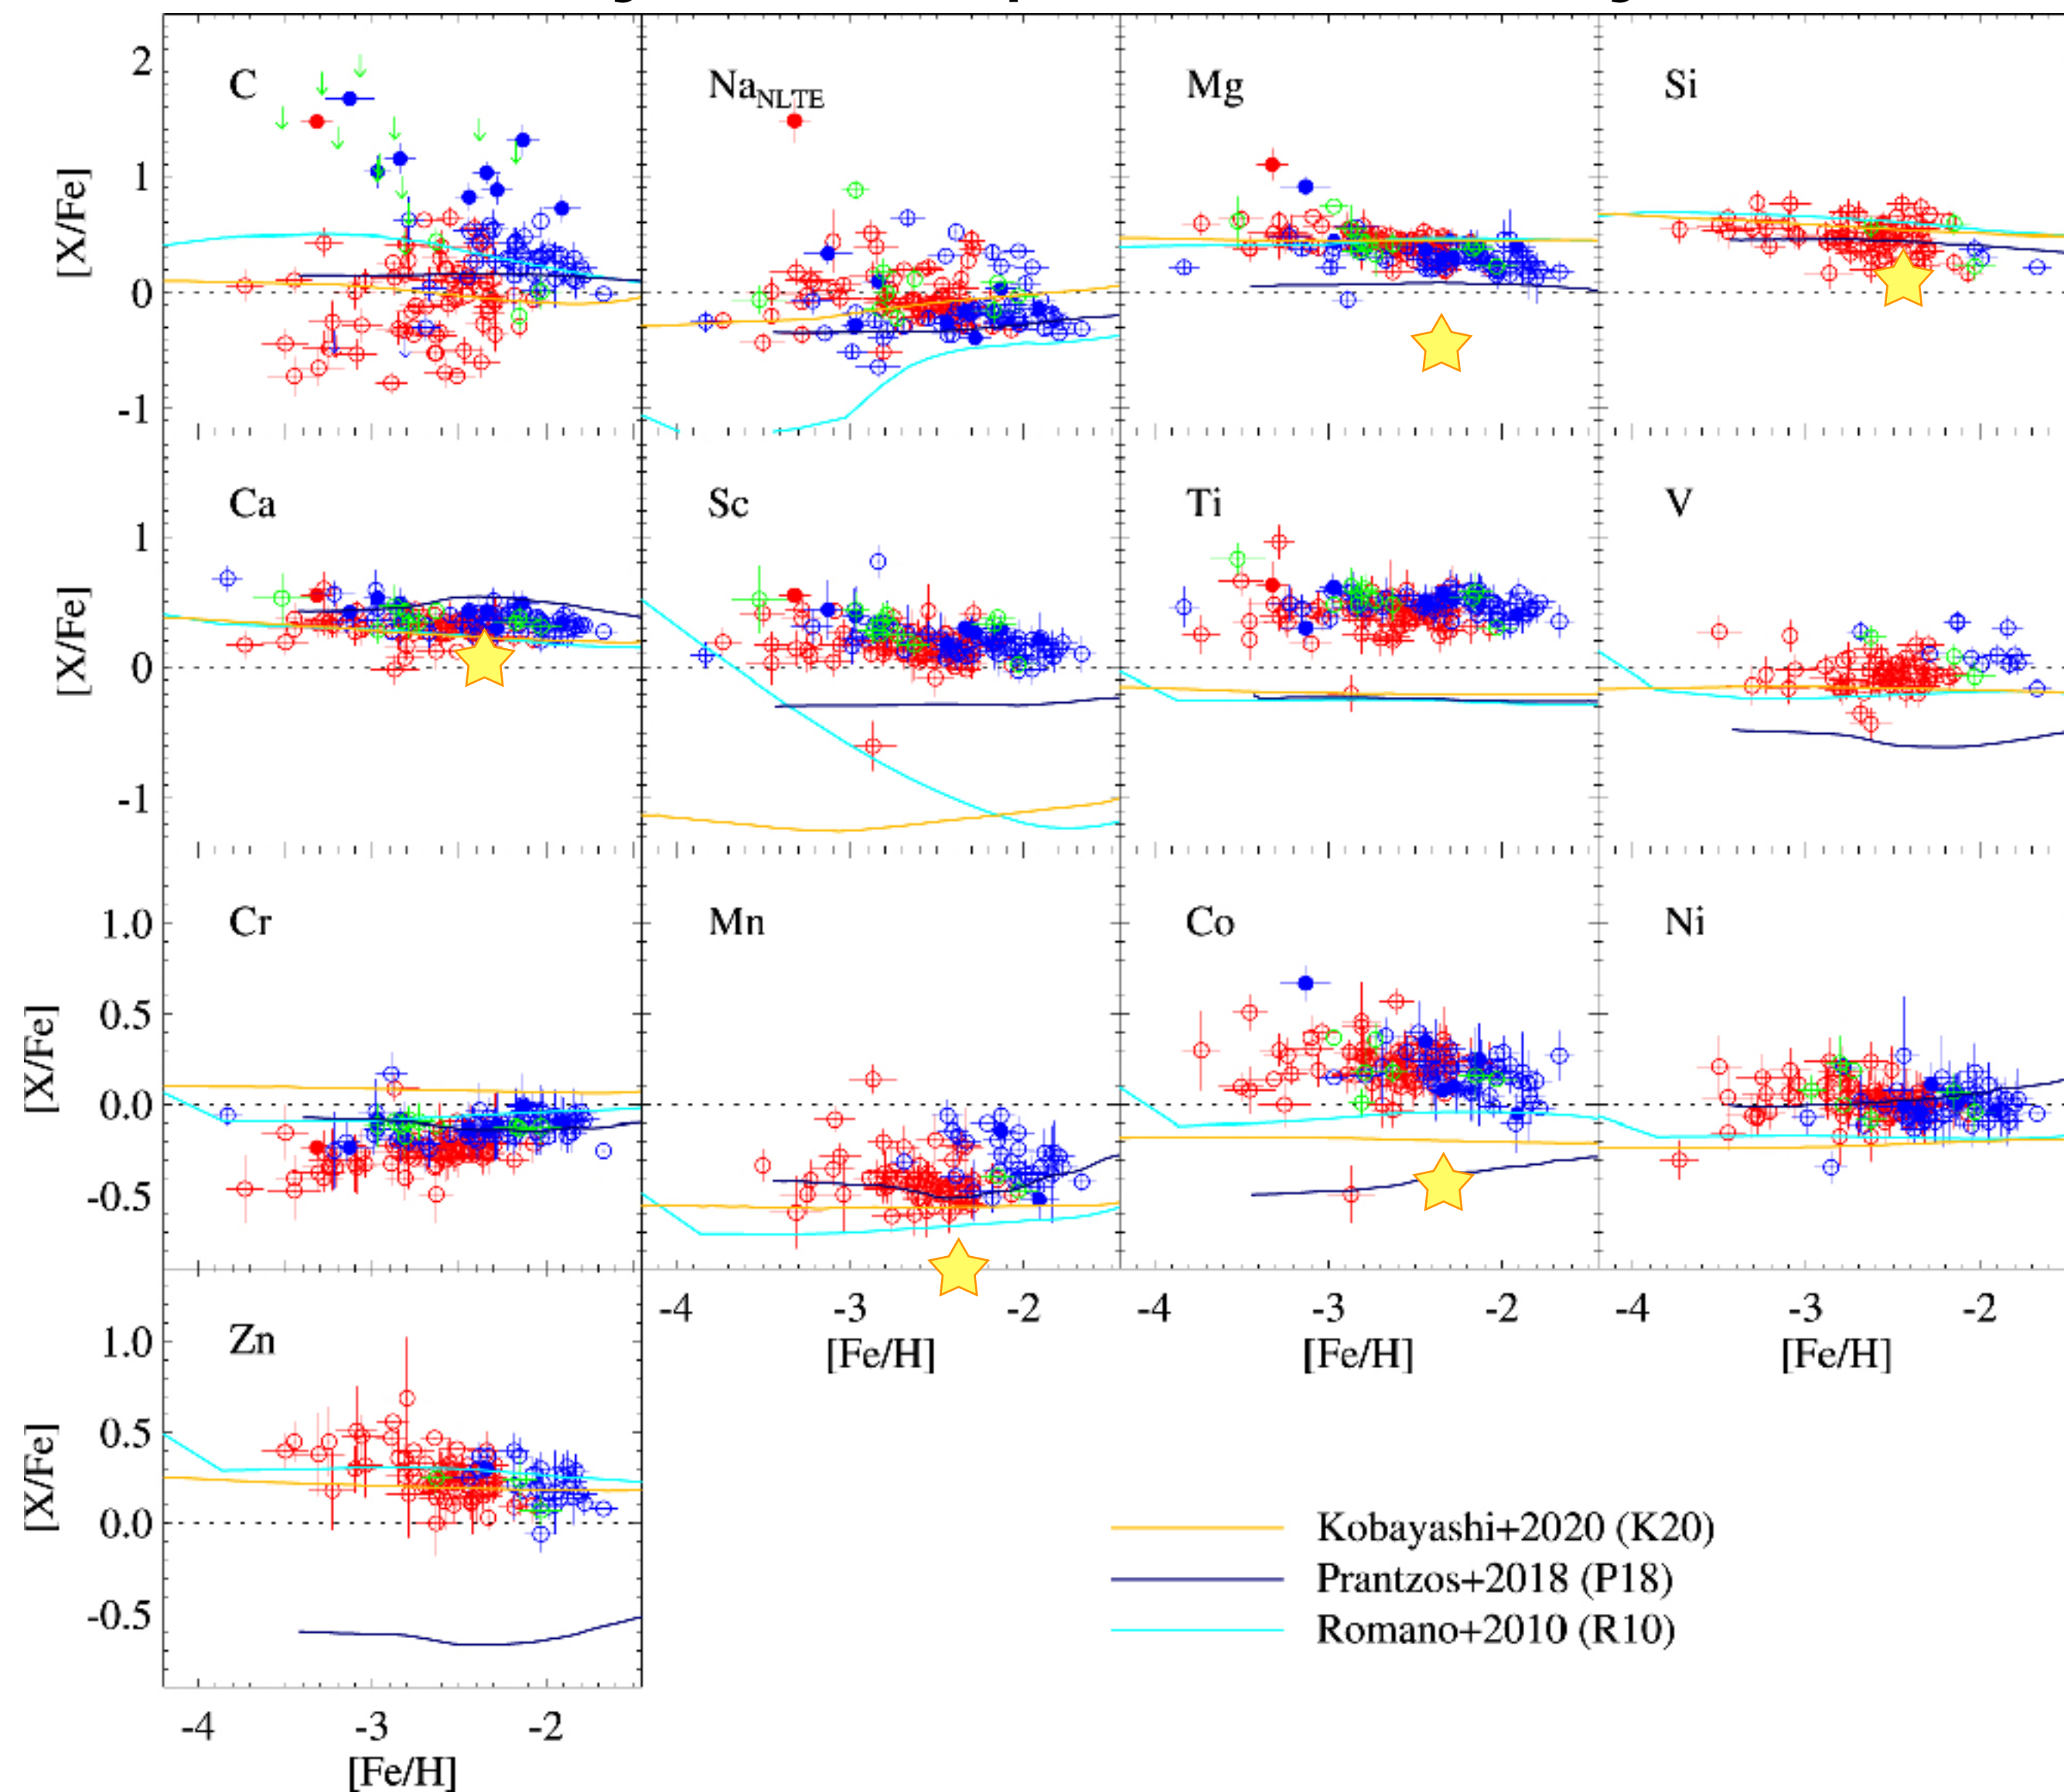 C
Na_NLTE
Mg
Si
2
1
0
-1
[X/Fe]
Ca
Sc
Ti
V
1
0
-1
[X/Fe]
Cr
Mn
Co
Ni
1.0
0.5
0.0
-0.5
[X/Fe]
-4 -3 -2
[Fe/H]
-4 -3 -2
[Fe/H]
-4 -3 -2
[Fe/H]
Zn
1.0
0.5
0.0
-0.5
[X/Fe]
-4 -3 -2
[Fe/H]
Kobayashi+2020 (K20)
Prantzos+2018 (P18)
Romano+2010 (R10)